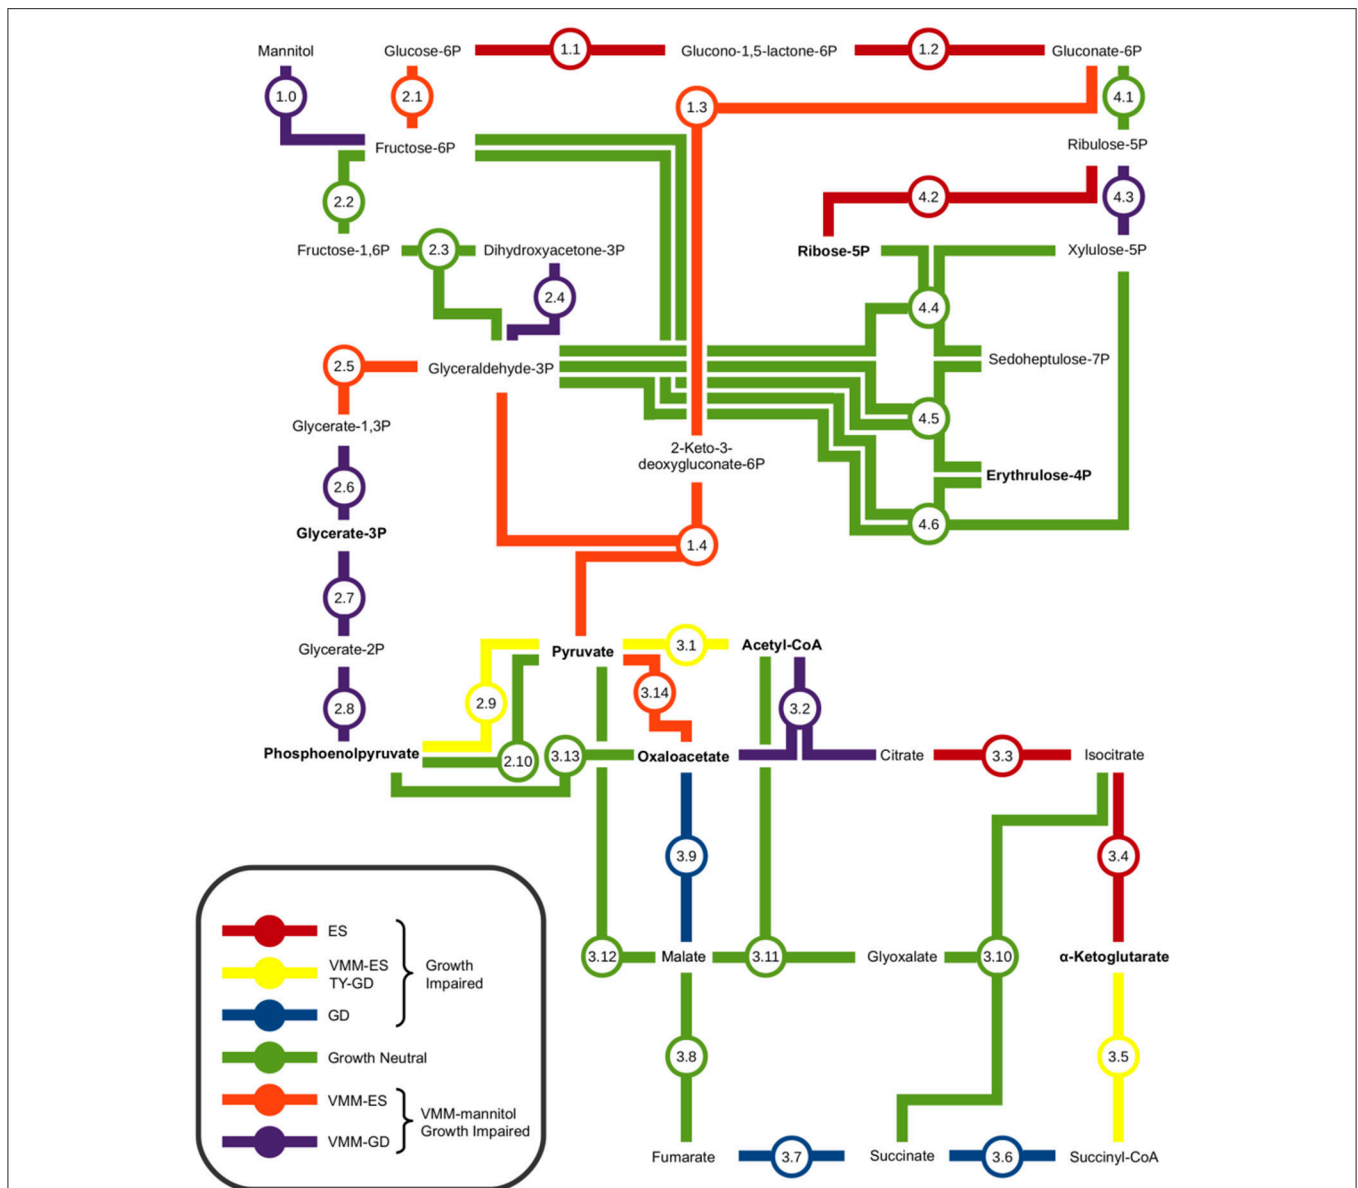 Mannitol
Glucose-6P
1.1
Glucono-1,5-lactone-6P
1.2
Gluconate-6P
1.0
2.1
1.3
4.1
Fructose-6P
Ribulose-5P
2.2
4.2
4.3
Fructose-1,6P
2.3
Dihydroxyacetone-3P
Ribose-5P
Xylulose-5P
2.4
4.4
2.5
Glyceraldehyde-3P
Sedoheptulose-7P
Glycerate-1,3P
4.5
2-Keto-3-
deoxygluconate-6P
Erythrulose-4P
2.6
Glycerate-3P
4.6
1.4
2.7
Glycerate-2P
Pyruvate
3.1
Acetyl-CoA
2.8
2.9
3.14
3.2
Phosphoenolpyruvate
2.10
3.13
Oxaloacetate
Citrate
3.3
Isocitrate
3.9
3.4
3.12
Malate
3.11
Glyoxalate
3.10
α-Ketoglutarate
3.8
3.5
Fumarate
3.7
Succinate
3.6
Succinyl-CoA
ES
VMM-ES
TY-GD
GD
Growth
Impaired
Growth Neutral
VMM-ES
VMM-GD
VMM-mannitol
Growth Impaired